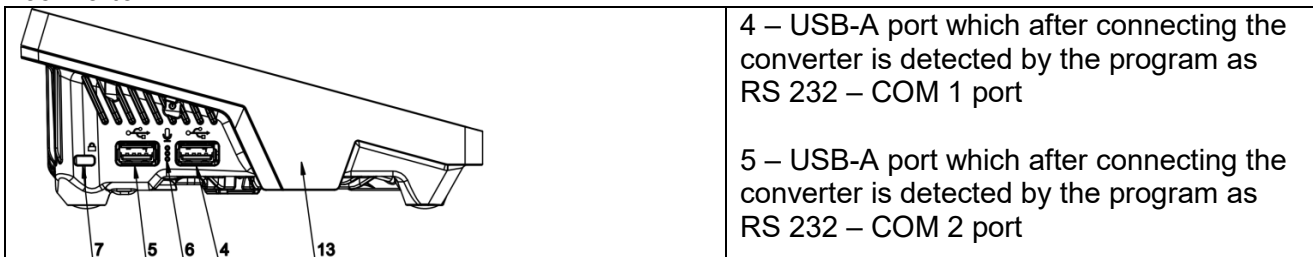 4 – USB-A port which after connecting the
converter is detected by the program as
RS 232 – COM 1 port
5 – USB-A port which after connecting the
converter is detected by the program as
RS 232 – COM 2 port
7 5 6 4 13